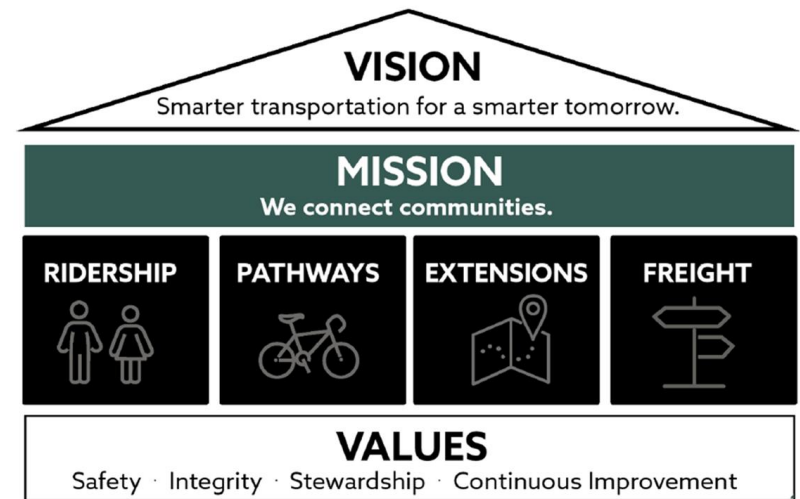 VISION
Smarter transportation for a smarter tomorrow.
MISSION
We connect communities.
RIDERSHIP
PATHWAYS
EXTENSIONS
FREIGHT
VALUES
Safety · Integrity · Stewardship · Continuous Improvement